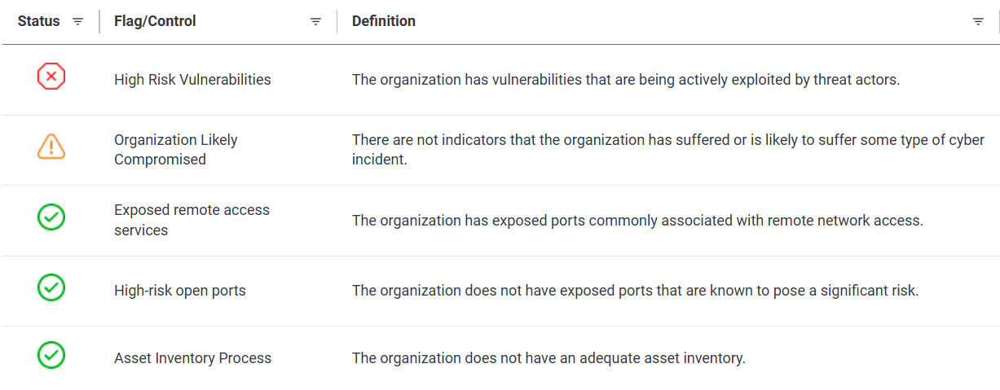 Status Flag/Control Definition
High Risk Vulnerabilities The organization has vulnerabilities that are being actively exploited by threat actors.
Organization Likely
Compromised
There are not indicators that the organization has suffered or is likely to suffer some type of cyber
incident.
Exposed remote access
services
The organization has exposed ports commonly associated with remote network access.
High-risk open ports The organization does not have exposed ports that are known to pose a significant risk.
Asset Inventory Process The organization does not have an adequate asset inventory.